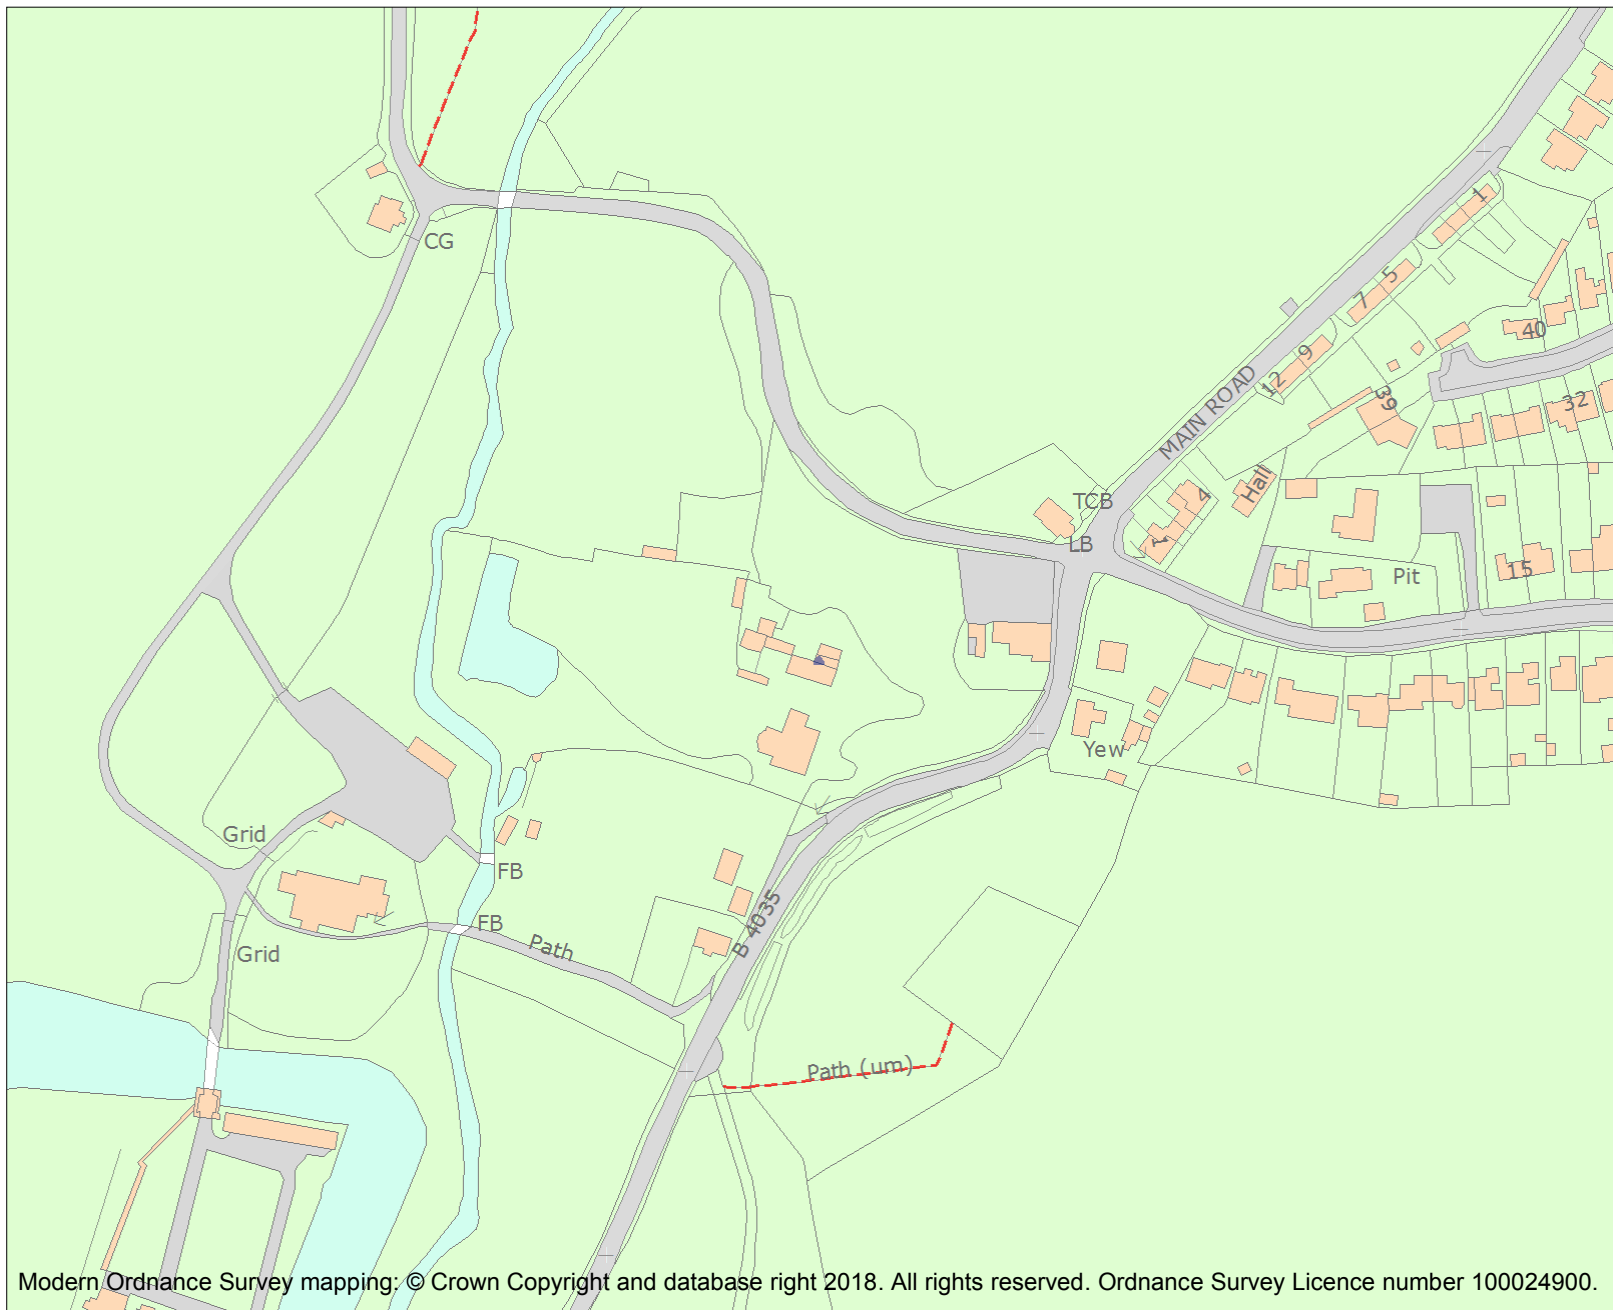 1
CG
5
7
40
9
MAIN ROAD
12
39
32
Hall
4
TCB
1
LB
Pit
15
Yew
Grid
FB
B 4035
FB
Path
Grid
Path (um)
Modern Ordnance Survey mapping: © Crown Copyright and database right 2018. All rights reserved. Ordnance Survey Licence number 100024900.